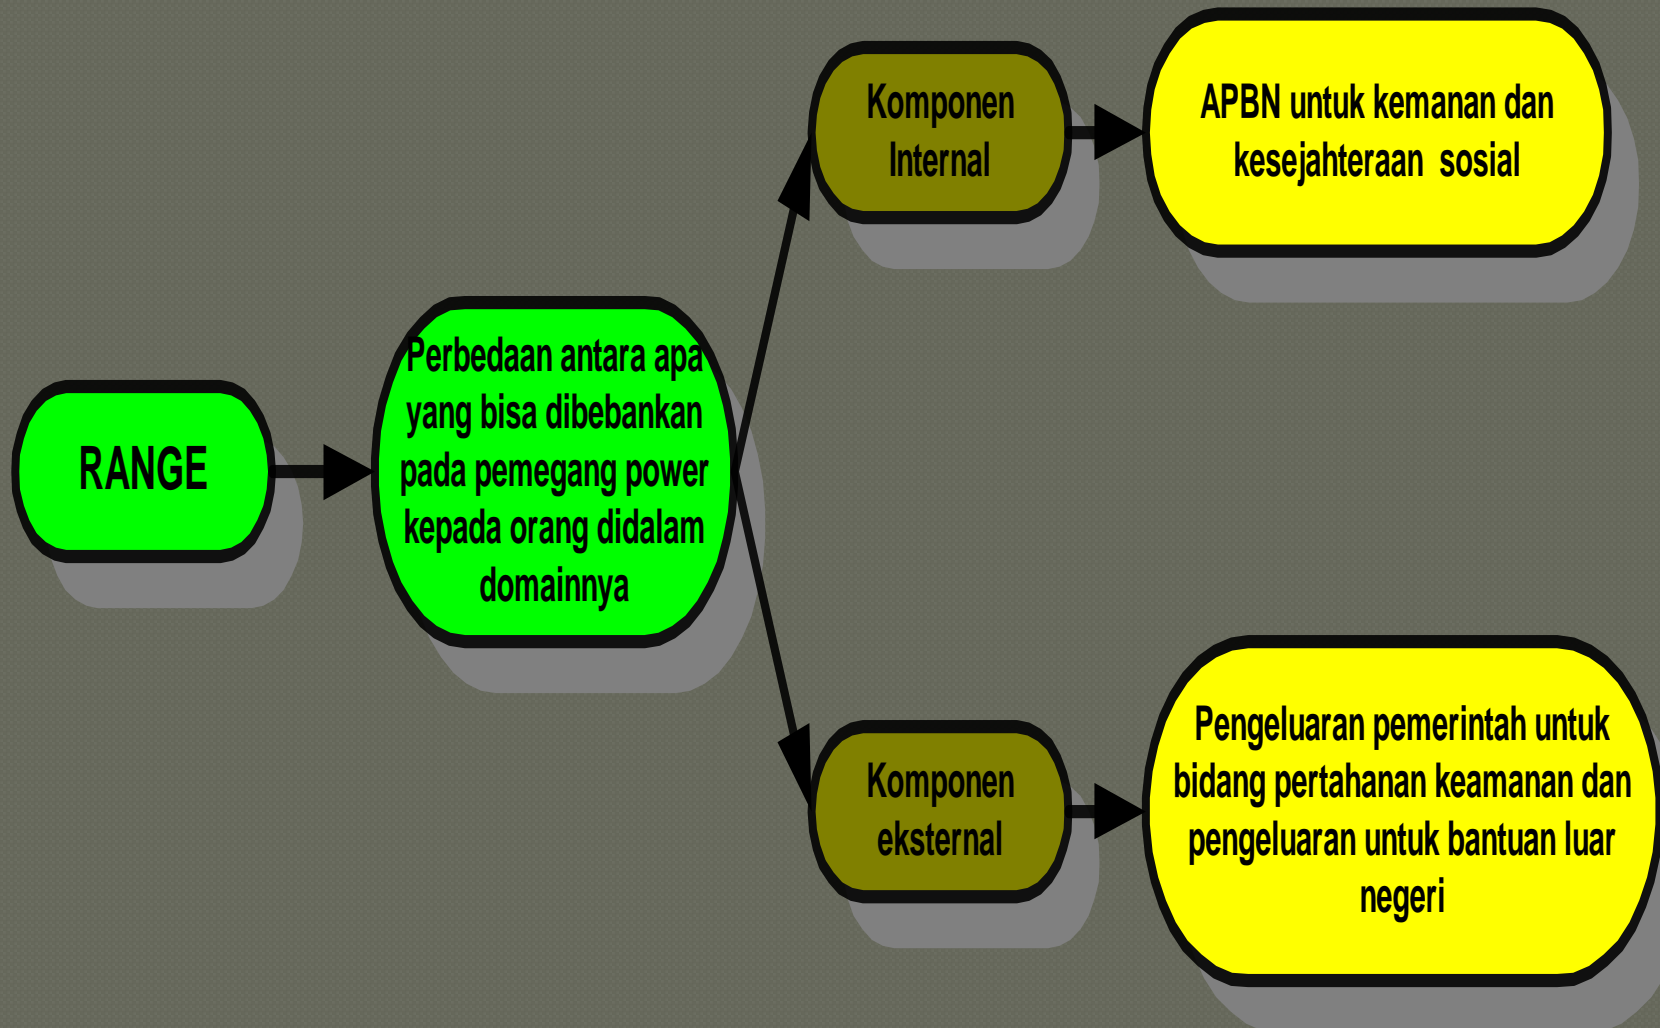 RANGE
Perbedaan antara apa
yang bisa dibebankan
pada pemegang power
kepada orang didalam
domainnya
Komponen
Internal
APBN untuk kemanan dan
kesejahteraan sosial
Komponen
eksternal
Pengeluaran pemerintah untuk
bidang pertahanan keamanan dan
pengeluaran untuk bantuan luar
negeri